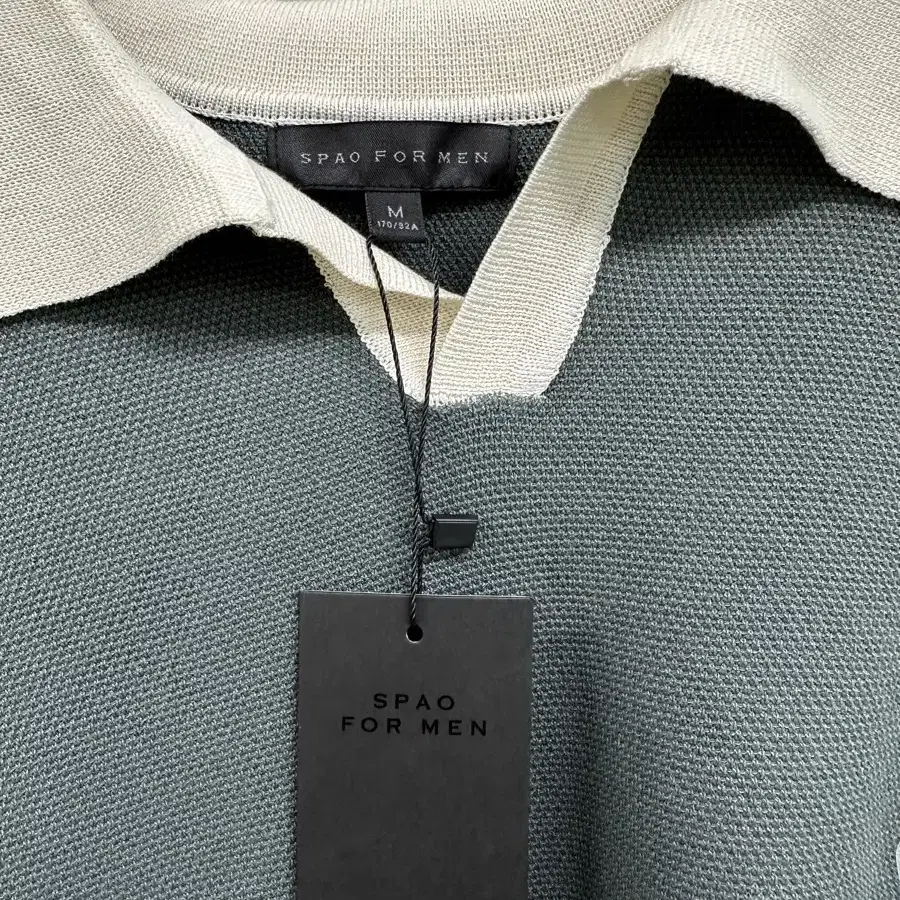 SPAO FOR MEN
M
170/92A
SPAO
FOR MEN